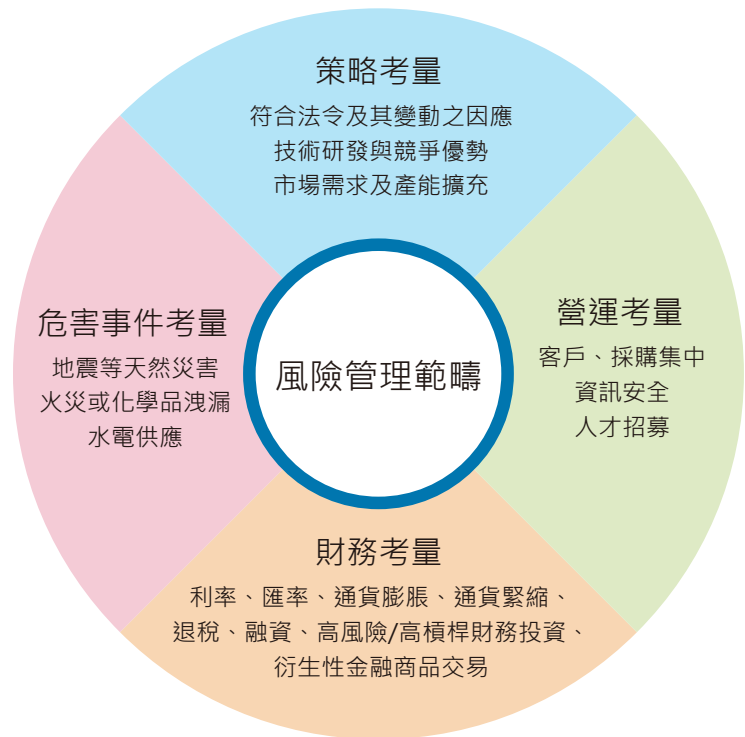 策略考量
符合法令及其變動之因應
技術研發與競爭優勢
市場需求及產能擴充
危害事件考量
地震等天然災害
火災或化學品洩漏
水電供應
風險管理範疇
營運考量
客戶、採購集中
資訊安全
人才招募
財務考量
利率、匯率、通貨膨脹、通貨緊縮、
退稅、融資、高風險/高槓桿財務投資、
衍生性金融商品交易